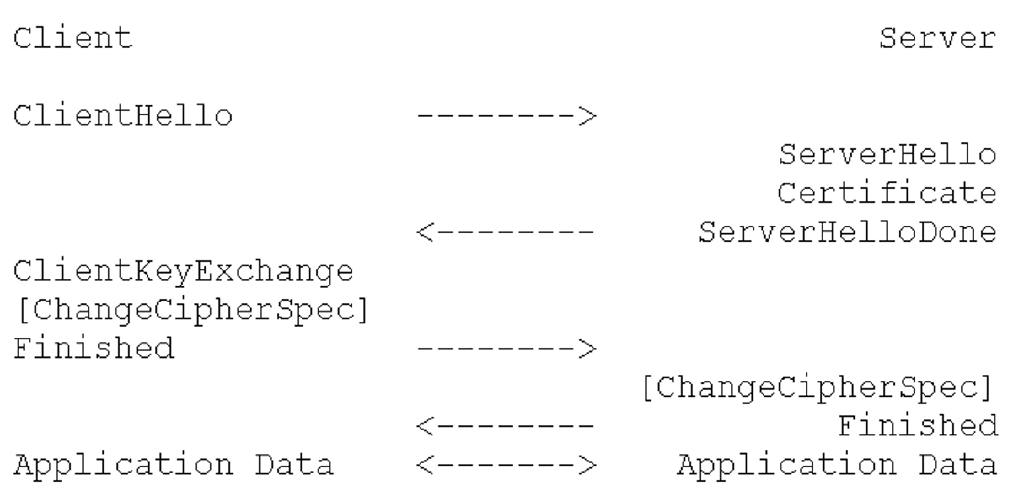 Client Server
ClientHello -------->
ServerHello
Certificate
<-------- ServerHelloDone
ClientKeyExchange
[ChangeCipherSpec]
Finished -------->
[ChangeCipherSpec]
<-------- Finished
Application Data <-------> Application Data